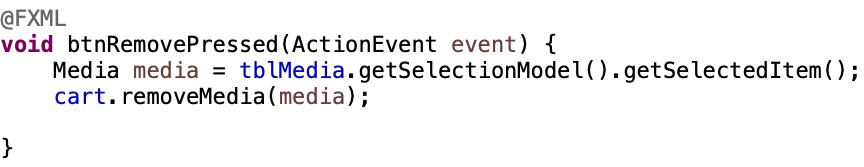 @FXML
void btnRemovePressed(ActionEvent event) {
    Media media = tblMedia.getSelectionModel().getSelectedItem();
    cart.removeMedia(media);
}